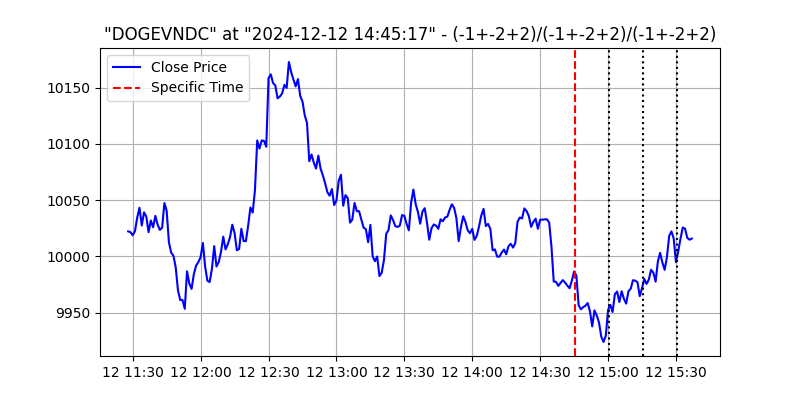 "DOGEVNDC" at "2024-12-12 14:45:17" - (-1+-2+2)/(-1+-2+2)/(-1+-2+2)
Close Price
Specific Time
10150
10100
10050
10000
9950
12 11:30 12 12:00 12 12:30 12 13:00 12 13:30 12 14:00 12 14:30 12 15:00 12 15:30